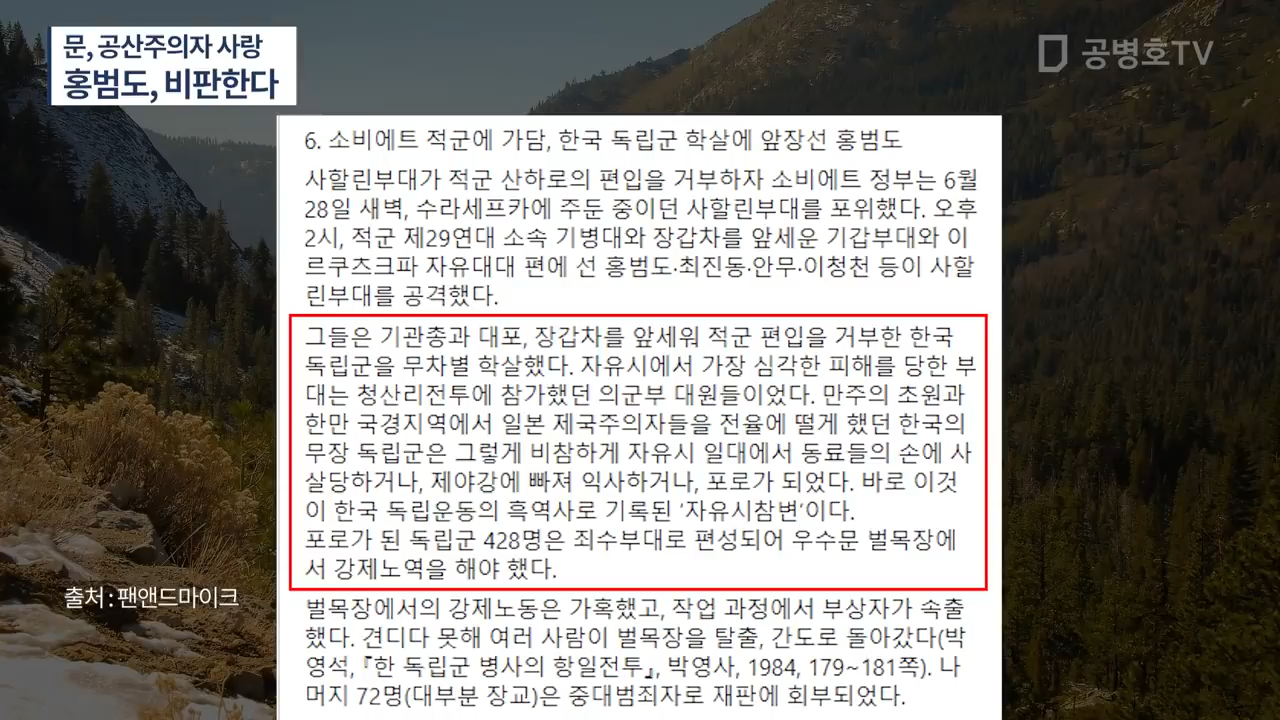 문, 공산주의자 사랑
홍범도, 비판한다
공병호TV
6. 소비에트 적군에 가담, 한국 독립군 학살에 앞장선 홍범도
사할린부대가 적군 산하로의 편입을 거부하자 소비에트 정부는 6월
28일 새벽, 수라세프카에 주둔 중이던 사할린부대를 포위했다. 오후
2시, 적군 제29연대 소속 기병대와 장갑차를 앞세운 기갑부대와 이
르쿠츠크파 자유대대 편에 선 홍범도·최진동·안무·이청천 등이 사할
린부대를 공격했다.
그들은 기관총과 대포, 장갑차를 앞세워 적군 편입을 거부한 한국
독립군을 무차별 학살했다. 자유시에서 가장 심각한 피해를 당한 부
대는 청산리전투에 참가했던 의군부 대원들이었다. 만주의 초원과
한만 국경지역에서 일본 제국주의자들을 전율에 떨게 했던 한국의
무장 독립군은 그렇게 비참하게 자유시 일대에서 동료들의 손에 사
살당하거나, 제야강에 빠져 익사하거나, 포로가 되었다. 바로 이것
이 한국 독립운동의 흑역사로 기록된 '자유시참변'이다.
포로가 된 독립군 428명은 죄수부대로 편성되어 우수문 벌목장에
서 강제노역을 해야 했다.
벌목장에서의 강제노동은 가혹했고, 작업 과정에서 부상자가 속출
했다. 견디다 못해 여러 사람이 벌목장을 탈출, 간도로 돌아갔다(박
영석, 『한 독립군 병사의 항일전투』, 박영사, 1984, 179~181쪽). 나
머지 72명(대부분 장교)은 중대범죄자로 재판에 회부되었다.
출처 : 팬앤드마이크